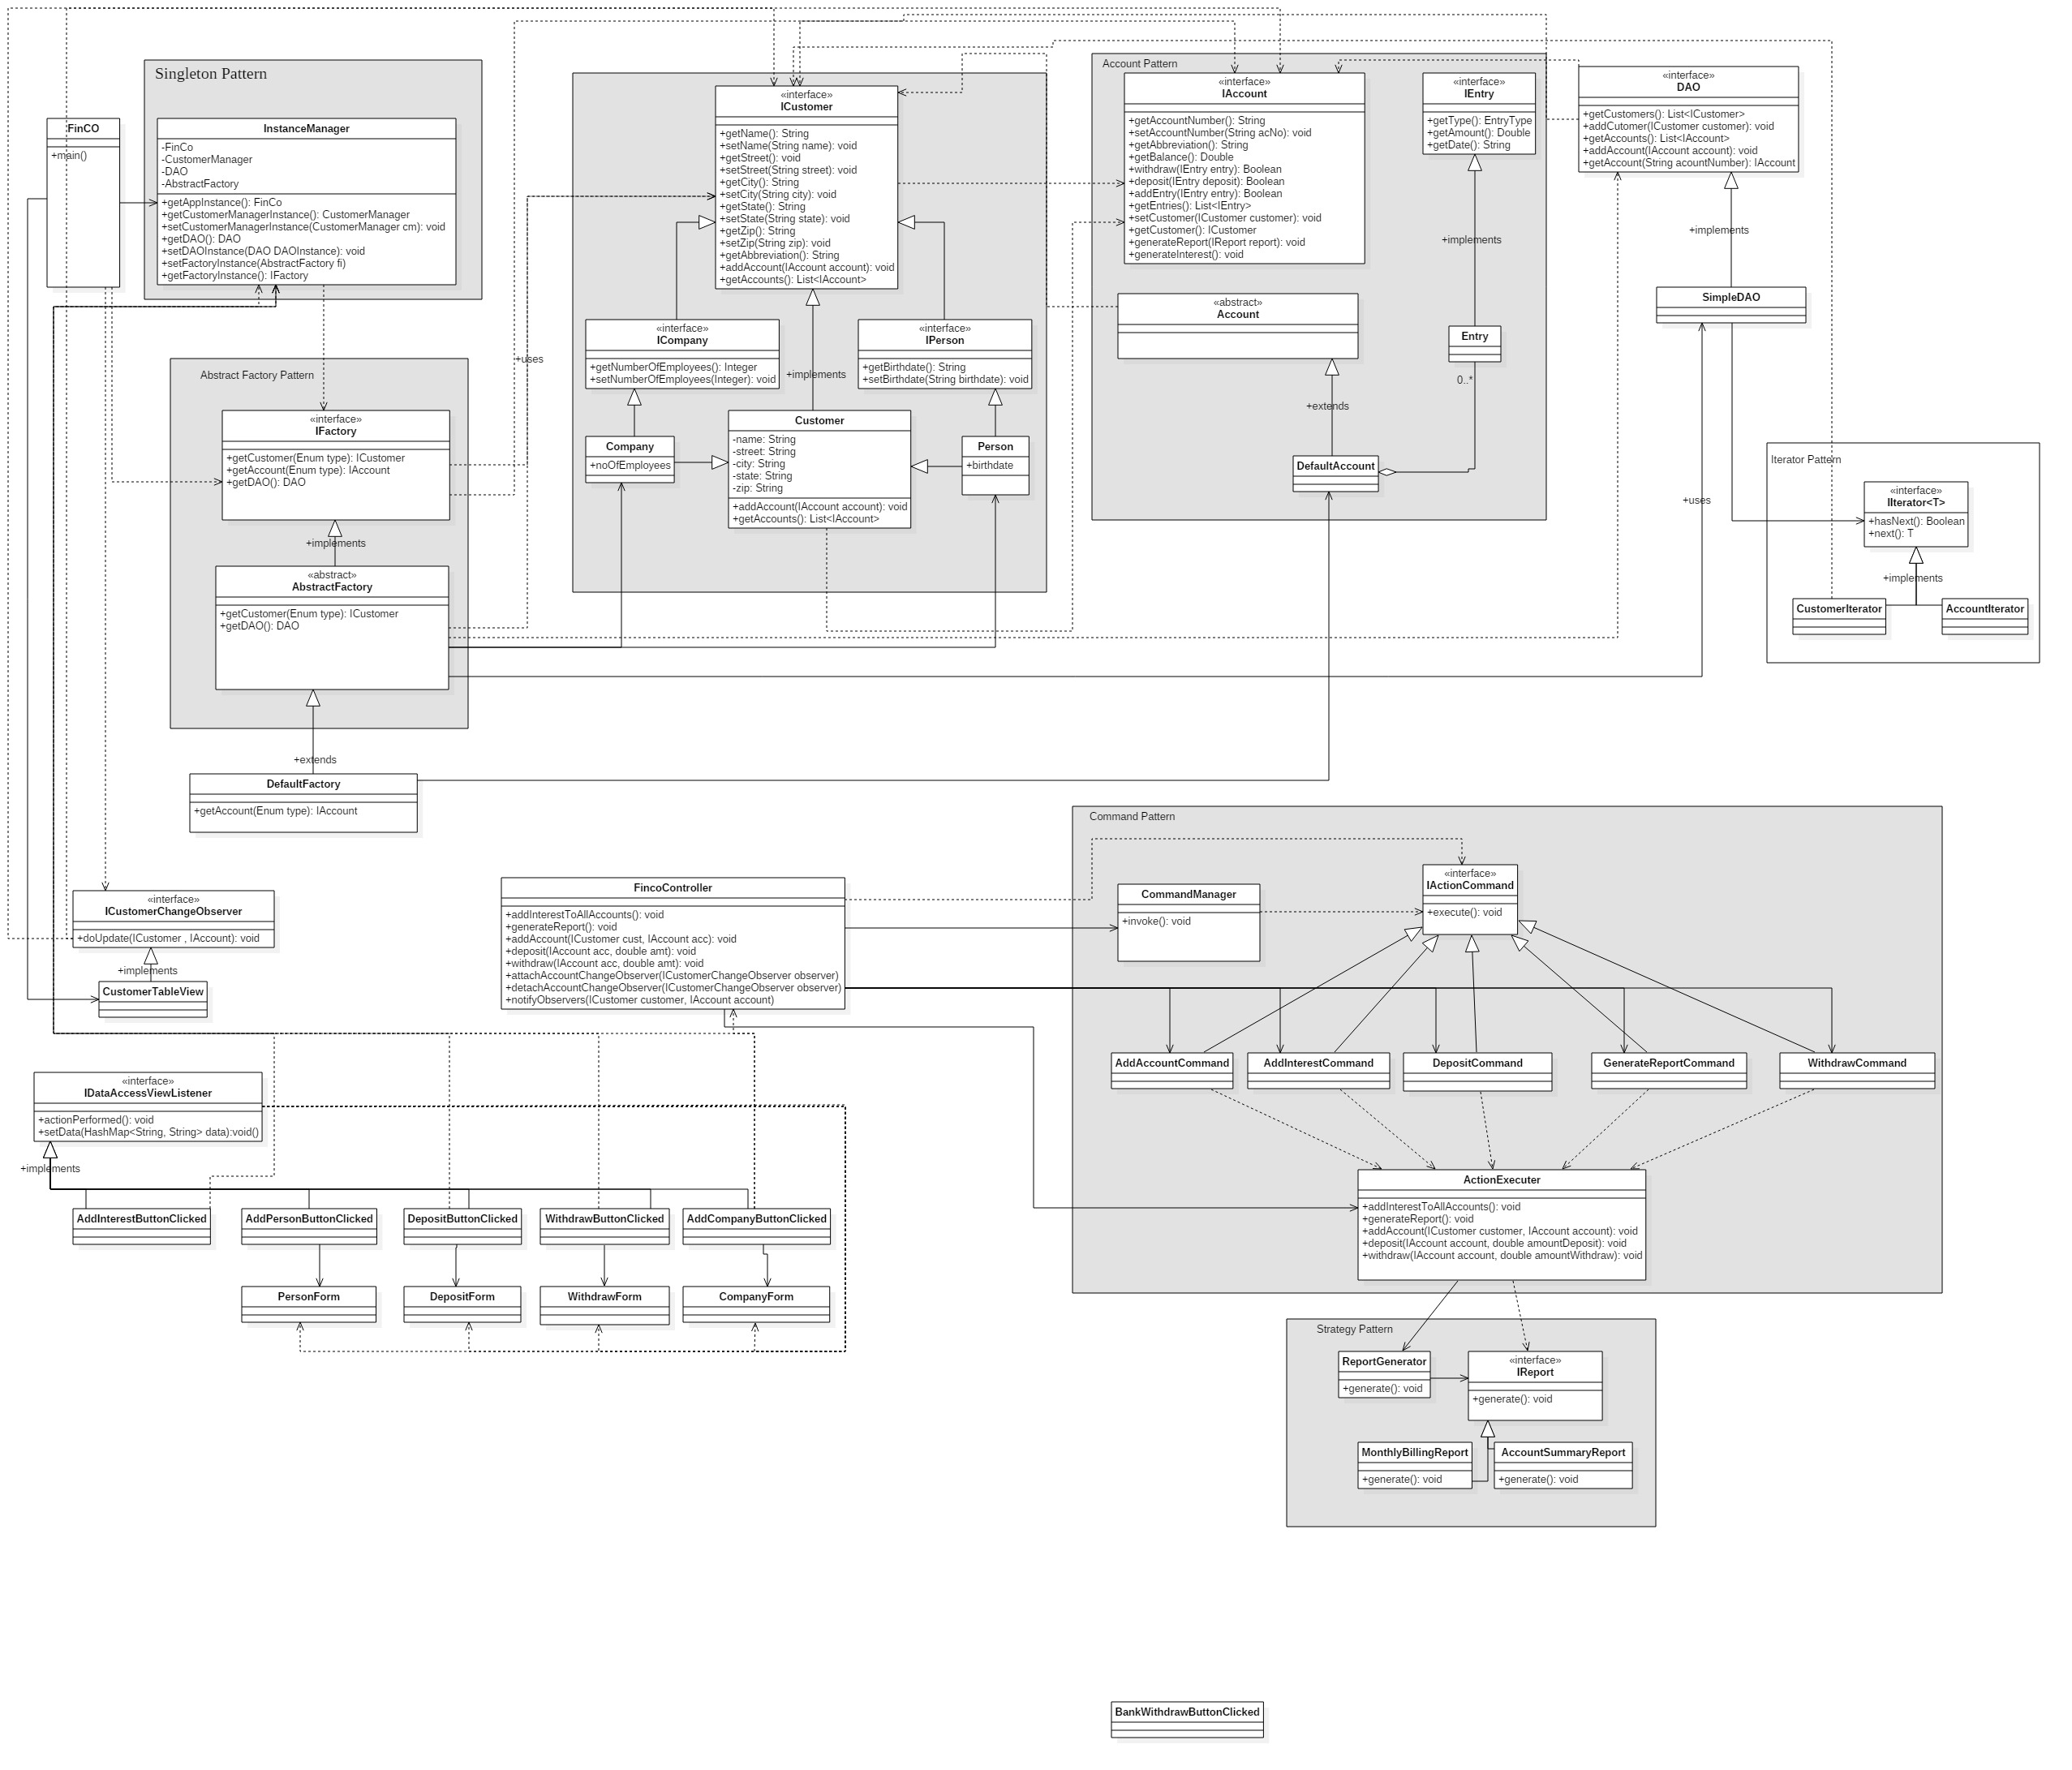 Singleton Pattern
FinCO
+main()
InstanceManager
-FinCo
-CustomerManager
-DAO
-AbstractFactory
+getAppInstance(): FinCo
+getCustomerManagerInstance(): CustomerManager
+setCustomerManagerInstance(CustomerManager cm): void
+getDAO(): DAO
+setDAOInstance(DAO DAOInstance): void
+setFactoryInstance(AbstractFactory fi)
+getFactoryInstance(): IFactory
Abstract Factory Pattern
«interface»
IFactory
+getCustomer(Enum type): ICustomer
+getAccount(Enum type): IAccount
+getDAO(): DAO
+implements
«abstract»
AbstractFactory
+getCustomer(Enum type): ICustomer
+getDAO(): DAO
+extends
DefaultFactory
+getAccount(Enum type): IAccount
+uses
«interface»
ICustomer
+getName(): String
+setName(String name): void
+getStreet(): void
+setStreet(String street): void
+getCity(): String
+setCity(String city): void
+getState(): String
+setState(String state): void
+getZip(): String
+setZip(String zip): void
+getAbbreviation(): String
+addAccount(IAccount account): void
+getAccounts(): List<IAccount>
«interface»
ICompany
+getNumberOfEmployees(): Integer
+setNumberOfEmployees(Integer): void
+implements
«interface»
IPerson
+getBirthdate(): String
+setBirthdate(String birthdate): void
Company
+noOfEmployees
Customer
-name: String
-street: String
-city: String
-state: String
-zip: String
+addAccount(IAccount account): void
+getAccounts(): List<IAccount>
Person
+birthdate
Account Pattern
«interface»
IAccount
+getAccountNumber(): String
+setAccountNumber(String acNo): void
+getAbbreviation(): String
+getBalance(): Double
+withdraw(IEntry entry): Boolean
+deposit(IEntry deposit): Boolean
+addEntry(IEntry entry): Boolean
+getEntries(): List<IEntry>
+setCustomer(ICustomer customer): void
+getCustomer(): ICustomer
+generateReport(IReport report): void
+generateInterest(): void
«interface»
IEntry
+getType(): EntryType
+getAmount(): Double
+getDate(): String
+implements
«abstract»
Account
Entry
0..*
+extends
DefaultAccount
«interface»
DAO
+getCustomers(): List<ICustomer>
+addCutomer(ICustomer customer): void
+getAccounts(): List<IAccount>
+addAccount(IAccount account): void
+getAccount(String acountNumber): IAccount
+implements
SimpleDAO
+uses
Iterator Pattern
«interface»
IIterator<T>
+hasNext(): Boolean
+next(): T
+implements
CustomerIterator
AccountIterator
«interface»
ICustomerChangeObserver
+doUpdate(ICustomer , IAccount): void
+implements
CustomerTableView
FincoController
+addInterestToAllAccounts(): void
+generateReport(): void
+addAccount(ICustomer cust, IAccount acc): void
+deposit(IAccount acc, double amt): void
+withdraw(IAccount acc, double amt): void
+attachAccountChangeObserver(ICustomerChangeObserver observer)
+detachAccountChangeObserver(ICustomerChangeObserver observer)
+notifyObservers(ICustomer customer, IAccount account)
Command Pattern
CommandManager
+invoke(): void
«interface»
IActionCommand
+execute(): void
AddAccountCommand
AddInterestCommand
DepositCommand
GenerateReportCommand
WithdrawCommand
ActionExecuter
+addInterestToAllAccounts(): void
+generateReport(): void
+addAccount(ICustomer customer, IAccount account): void
+deposit(IAccount account, double amountDeposit): void
+withdraw(IAccount account, double amountWithdraw): void
«interface»
IDataAccessViewListener
+actionPerformed(): void
+setData(HashMap<String, String> data):void()
+implements
AddInterestButtonClicked
AddPersonButtonClicked
DepositButtonClicked
WithdrawButtonClicked
AddCompanyButtonClicked
PersonForm
DepositForm
WithdrawForm
CompanyForm
Strategy Pattern
ReportGenerator
+generate(): void
«interface»
IReport
+generate(): void
MonthlyBillingReport
+generate(): void
AccountSummaryReport
+generate(): void
BankWithdrawButtonClicked